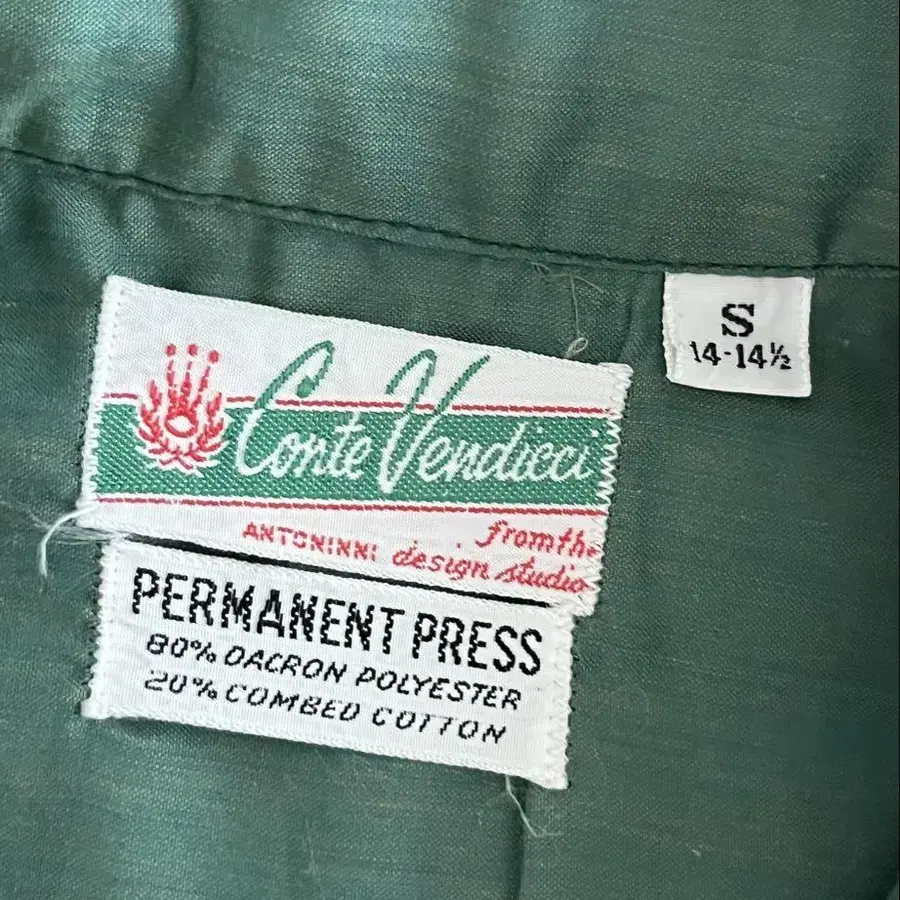 Conte Vendicci
from the
ANTONINNI design studio
PERMANENT PRESS
80% DACRON POLYESTER
20% COMBED COTTON
S
14-14½